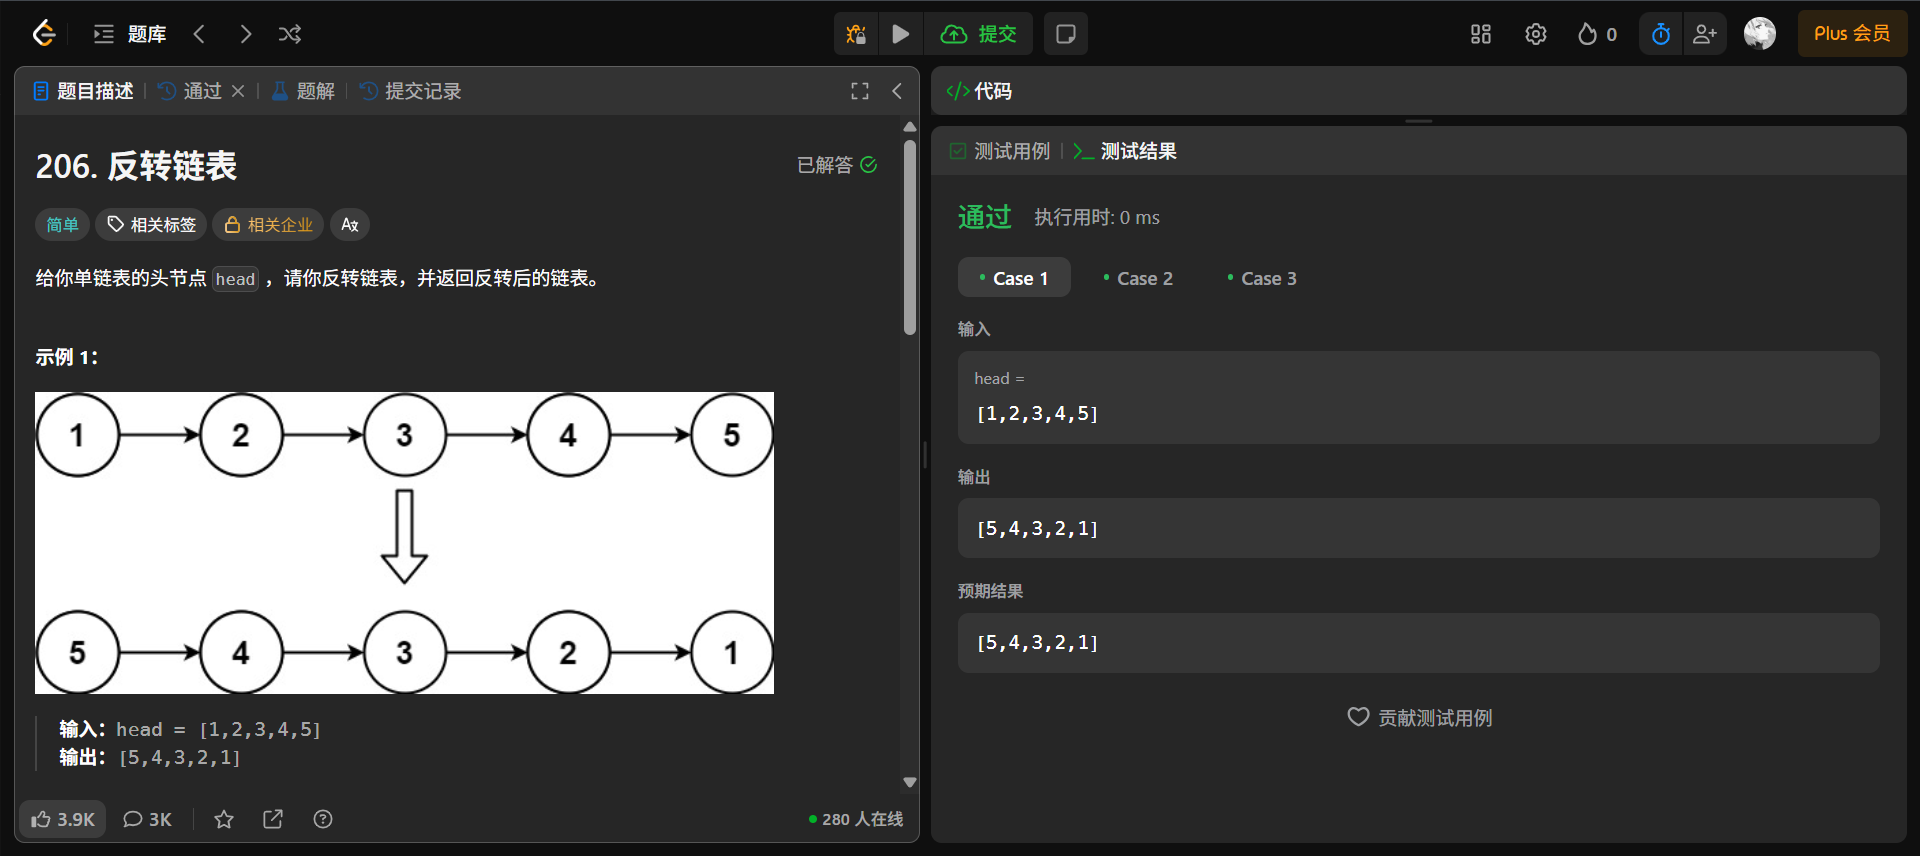 题库
提交
0
Plus 会员
题目描述 通过 题解 提交记录
206. 反转链表
已解答
简单 相关标签 相关企业
给你单链表的头节点 head ，请你反转链表，并返回反转后的链表。
示例 1：
1 2 3 4 5
5 4 3 2 1
输入：head = [1,2,3,4,5]
输出：[5,4,3,2,1]
3.9K 3K 280 人在线
</> 代码
测试用例 >_ 测试结果
通过 执行用时: 0 ms
Case 1 Case 2 Case 3
输入
head =
[1,2,3,4,5]
输出
[5,4,3,2,1]
预期结果
[5,4,3,2,1]
贡献测试用例